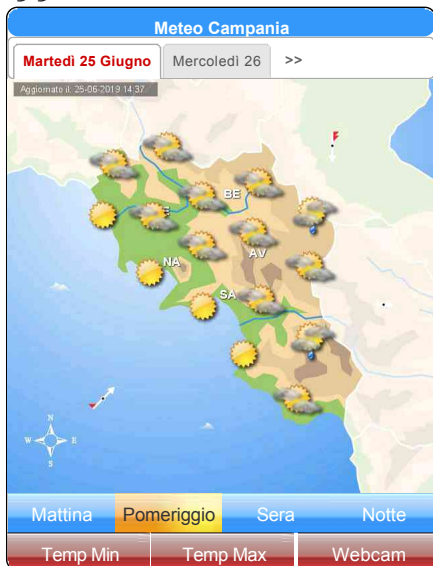 Meteo Campania
Martedì 25 Giugno Mercoledì 26 >>
Aggiornato il: 25-06-2019 14:37
BE
AV
NA
SA
N
W E
S
Mattina Pomeriggio Sera Notte
Temp Min Temp Max Webcam